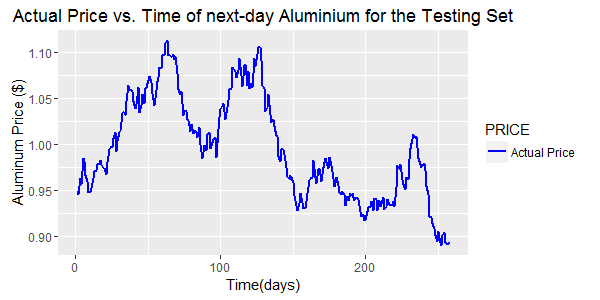 Actual Price vs. Time of next-day Aluminium for the Testing Set
Aluminum Price ($)
1.10
1.05
1.00
0.95
0.90
0
100
200
Time(days)
PRICE
Actual Price